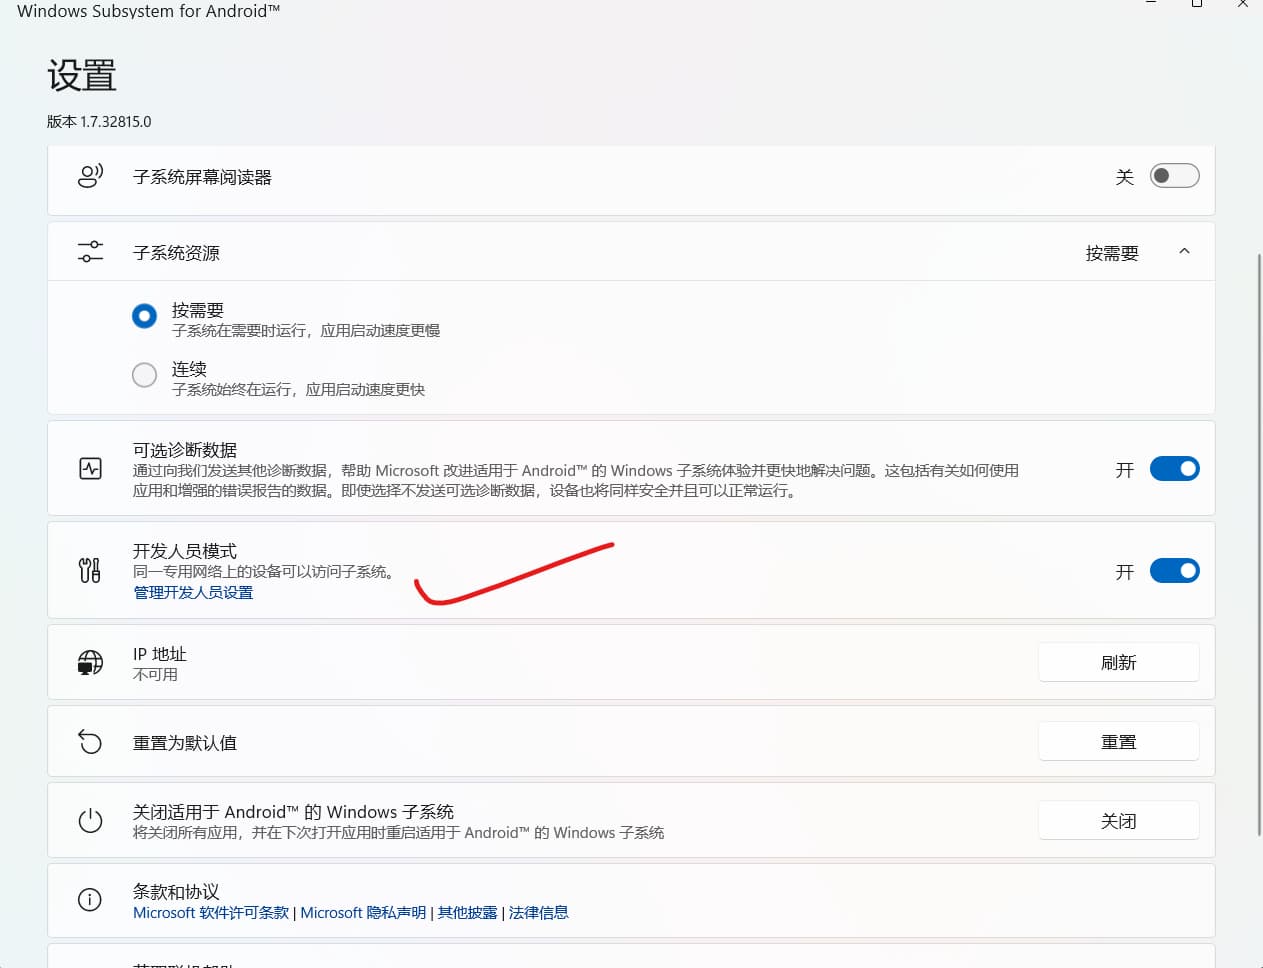 Windows Subsystem for Android™
设置
版本 1.7.32815.0
子系统屏幕阅读器
关
子系统资源
按需要
按需要
子系统在需要时运行，应用启动速度更慢
连续
子系统始终在运行，应用启动速度更快
可选诊断数据
通过向我们发送其他诊断数据，帮助 Microsoft 改进适用于 Android™ 的 Windows 子系统体验并更快地解决问题。这包括有关如何使用
应用和增强的错误报告的数据。即使选择不发送可选诊断数据，设备也将同样安全并且可以正常运行。
开
开发人员模式
同一专用网络上的设备可以访问子系统。
管理开发人员设置
开
IP 地址
不可用
刷新
重置为默认值
重置
关闭适用于 Android™ 的 Windows 子系统
将关闭所有应用，并在下次打开应用时重启适用于 Android™ 的 Windows 子系统
关闭
条款和协议
Microsoft 软件许可条款 | Microsoft 隐私声明 | 其他披露 | 法律信息